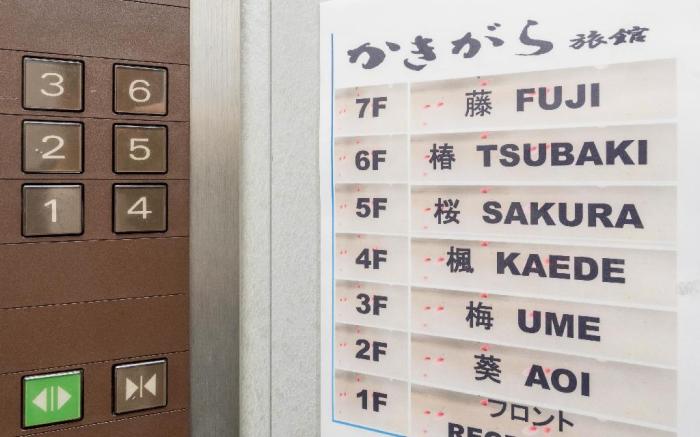 3 6
2 5
1 4
かきがら 旅館
7F 藤 FUJI
6F 椿 TSUBAKI
5F 桜 SAKURA
4F 楓 KAEDE
3F 梅 UME
2F 葵 AOI
1F フロント